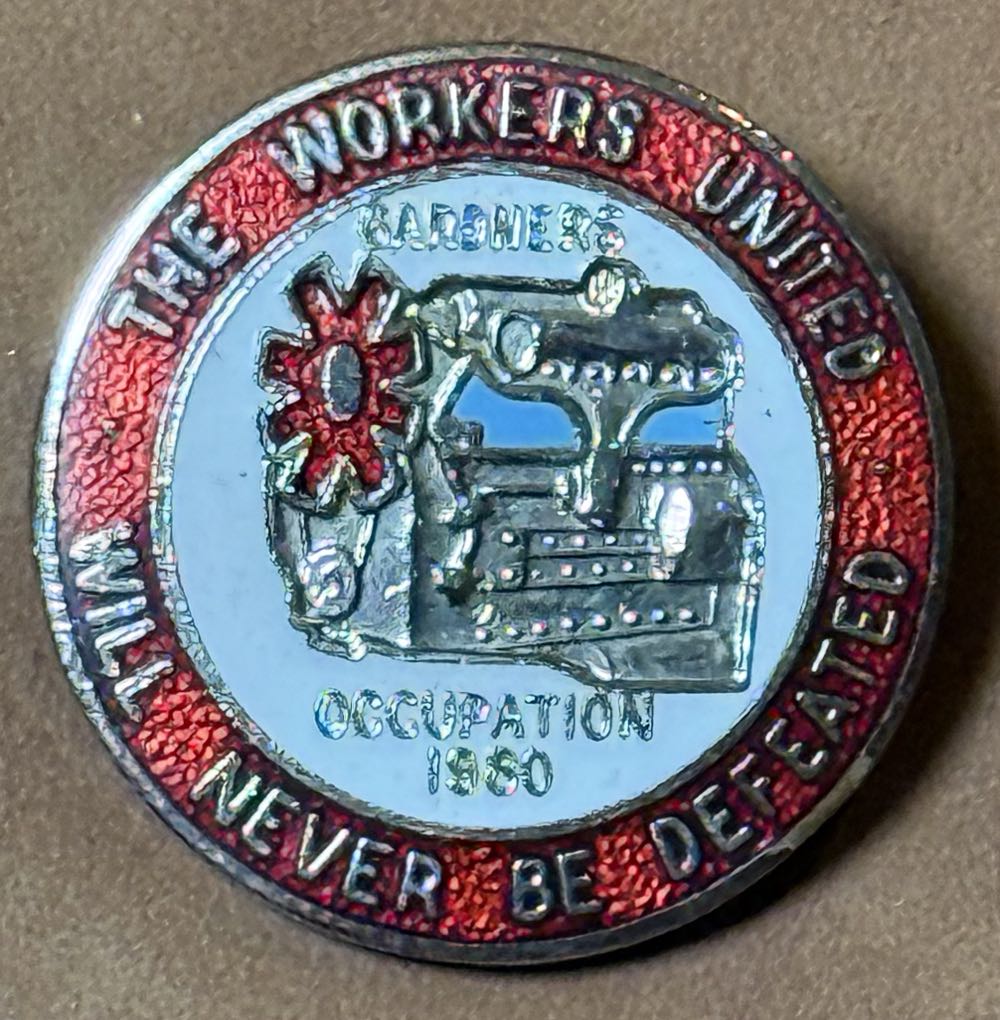 THE WORKERS UNITED
WILL NEVER BE DEFEATED
GARDNERS
OCCUPATION
1980